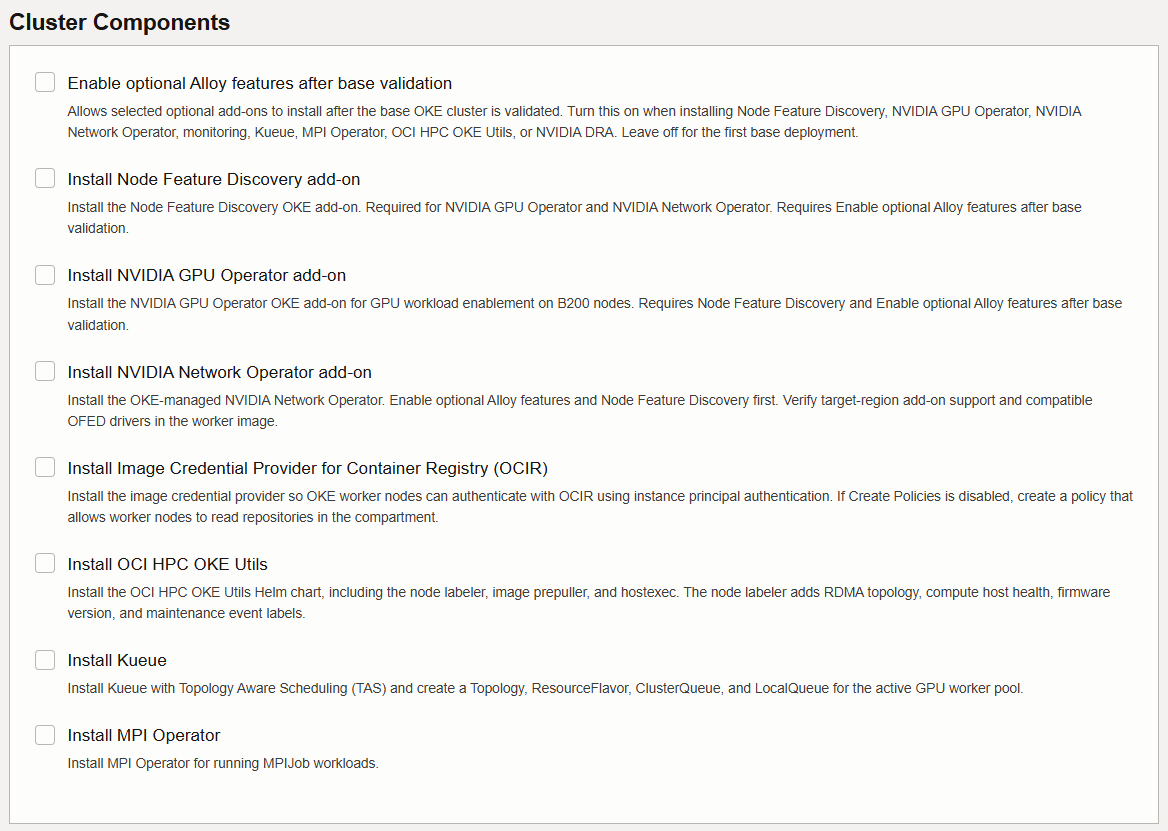 Cluster Components
Enable optional Alloy features after base validation
Allows selected optional add-ons to install after the base OKE cluster is validated. Turn this on when installing Node Feature Discovery, NVIDIA GPU Operator, NVIDIA
Network Operator, monitoring, Kueue, MPI Operator, OCI HPC OKE Utils, or NVIDIA DRA. Leave off for the first base deployment.
Install Node Feature Discovery add-on
Install the Node Feature Discovery OKE add-on. Required for NVIDIA GPU Operator and NVIDIA Network Operator. Requires Enable optional Alloy features after base
validation.
Install NVIDIA GPU Operator add-on
Install the NVIDIA GPU Operator OKE add-on for GPU workload enablement on B200 nodes. Requires Node Feature Discovery and Enable optional Alloy features after base
validation.
Install NVIDIA Network Operator add-on
Install the OKE-managed NVIDIA Network Operator. Enable optional Alloy features and Node Feature Discovery first. Verify target-region add-on support and compatible
OFED drivers in the worker image.
Install Image Credential Provider for Container Registry (OCIR)
Install the image credential provider so OKE worker nodes can authenticate with OCIR using instance principal authentication. If Create Policies is disabled, create a policy that
allows worker nodes to read repositories in the compartment.
Install OCI HPC OKE Utils
Install the OCI HPC OKE Utils Helm chart, including the node labeler, image prepuller, and hostexec. The node labeler adds RDMA topology, compute host health, firmware
version, and maintenance event labels.
Install Kueue
Install Kueue with Topology Aware Scheduling (TAS) and create a Topology, ResourceFlavor, ClusterQueue, and LocalQueue for the active GPU worker pool.
Install MPI Operator
Install MPI Operator for running MPIJob workloads.